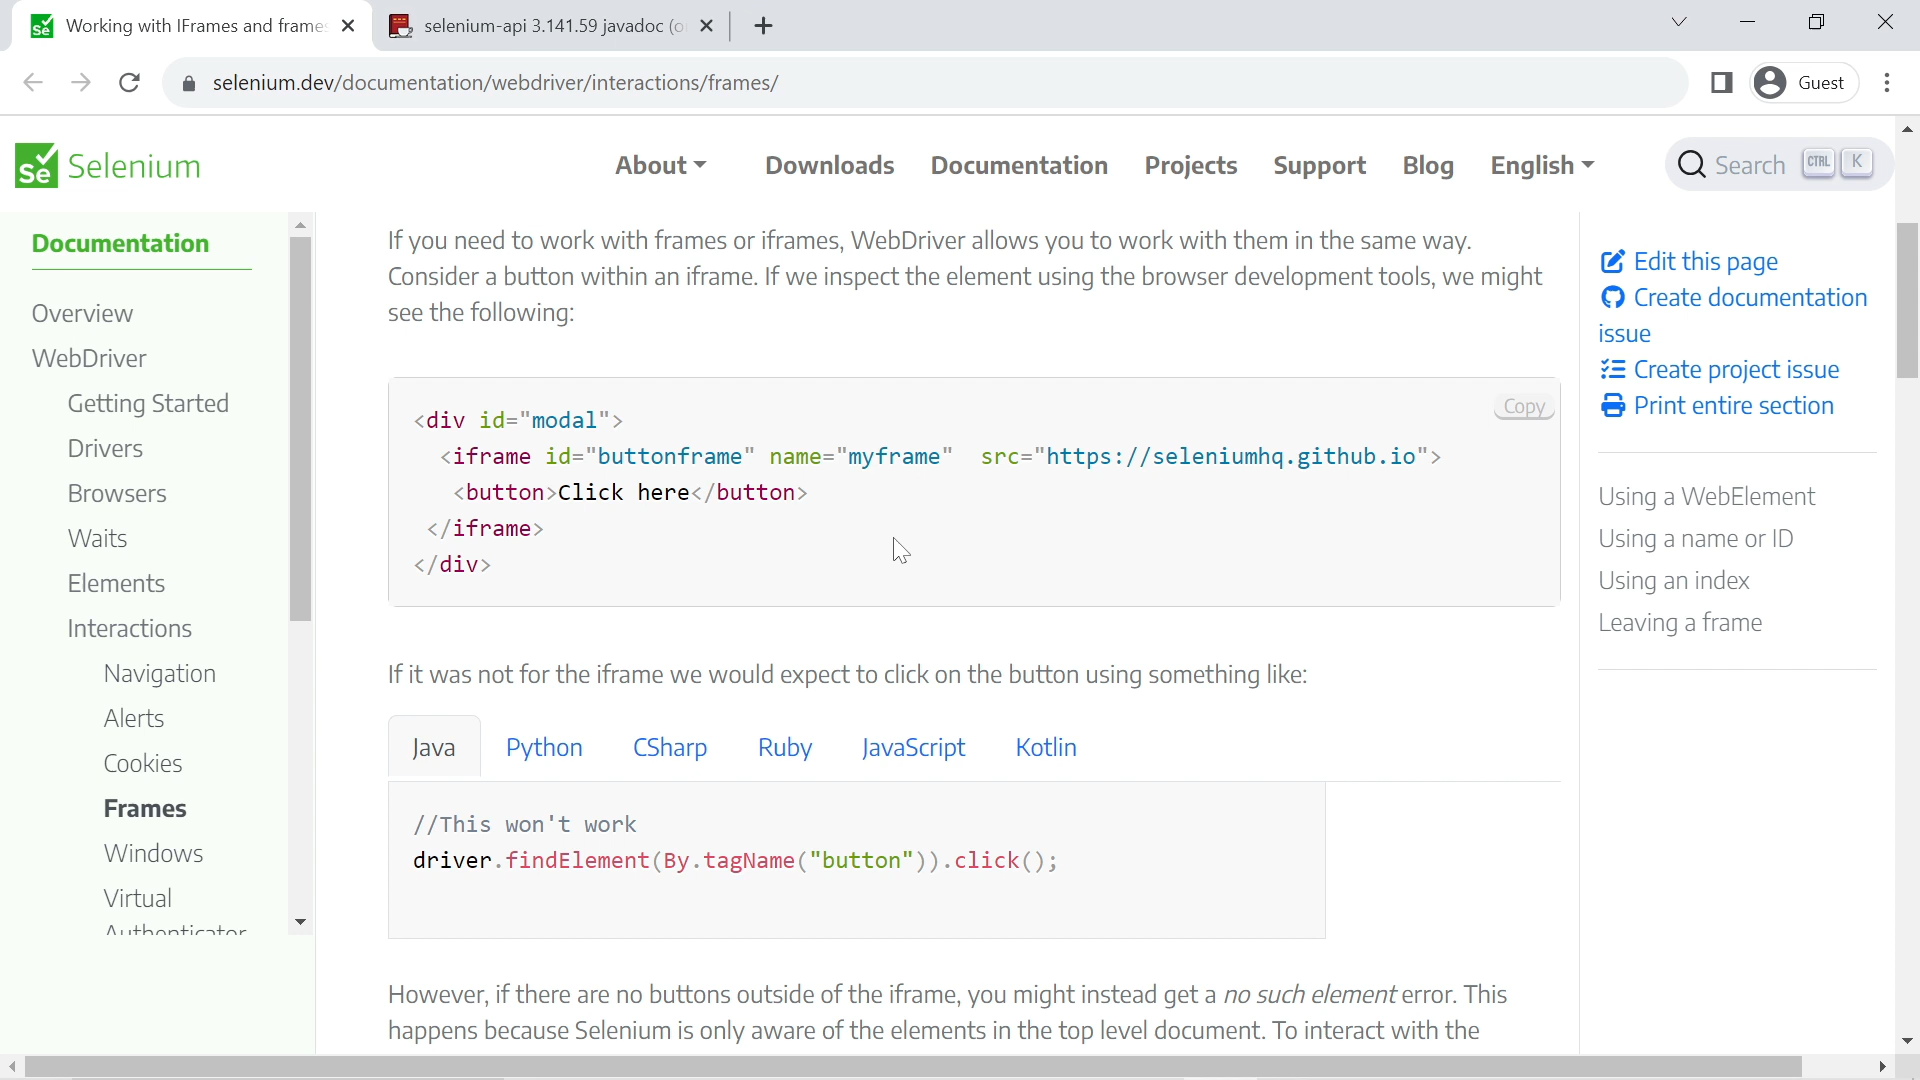 Working with IFrames and frames
selenium-api 3.141.59 javadoc (o
selenium.dev/documentation/webdriver/interactions/frames/
Guest
Se Selenium
About
Downloads
Documentation
Projects
Support
Blog
English
Search CTRL K
Documentation
Overview
WebDriver
Getting Started
Drivers
Browsers
Waits
Elements
Interactions
Navigation
Alerts
Cookies
Frames
Windows
Virtual
Authenticator
If you need to work with frames or iframes, WebDriver allows you to work with them in the same way.
Consider a button within an iframe. If we inspect the element using the browser development tools, we might
see the following:
Copy
<div id="modal">
  <iframe id="buttonframe" name="myframe"  src="https://seleniumhq.github.io">
   <button>Click here</button>
 </iframe>
</div>
If it was not for the iframe we would expect to click on the button using something like:
Java
Python
CSharp
Ruby
JavaScript
Kotlin
//This won't work
driver.findElement(By.tagName("button")).click();
However, if there are no buttons outside of the iframe, you might instead get a no such element error. This
happens because Selenium is only aware of the elements in the top level document. To interact with the
Edit this page
Create documentation
issue
Create project issue
Print entire section
Using a WebElement
Using a name or ID
Using an index
Leaving a frame